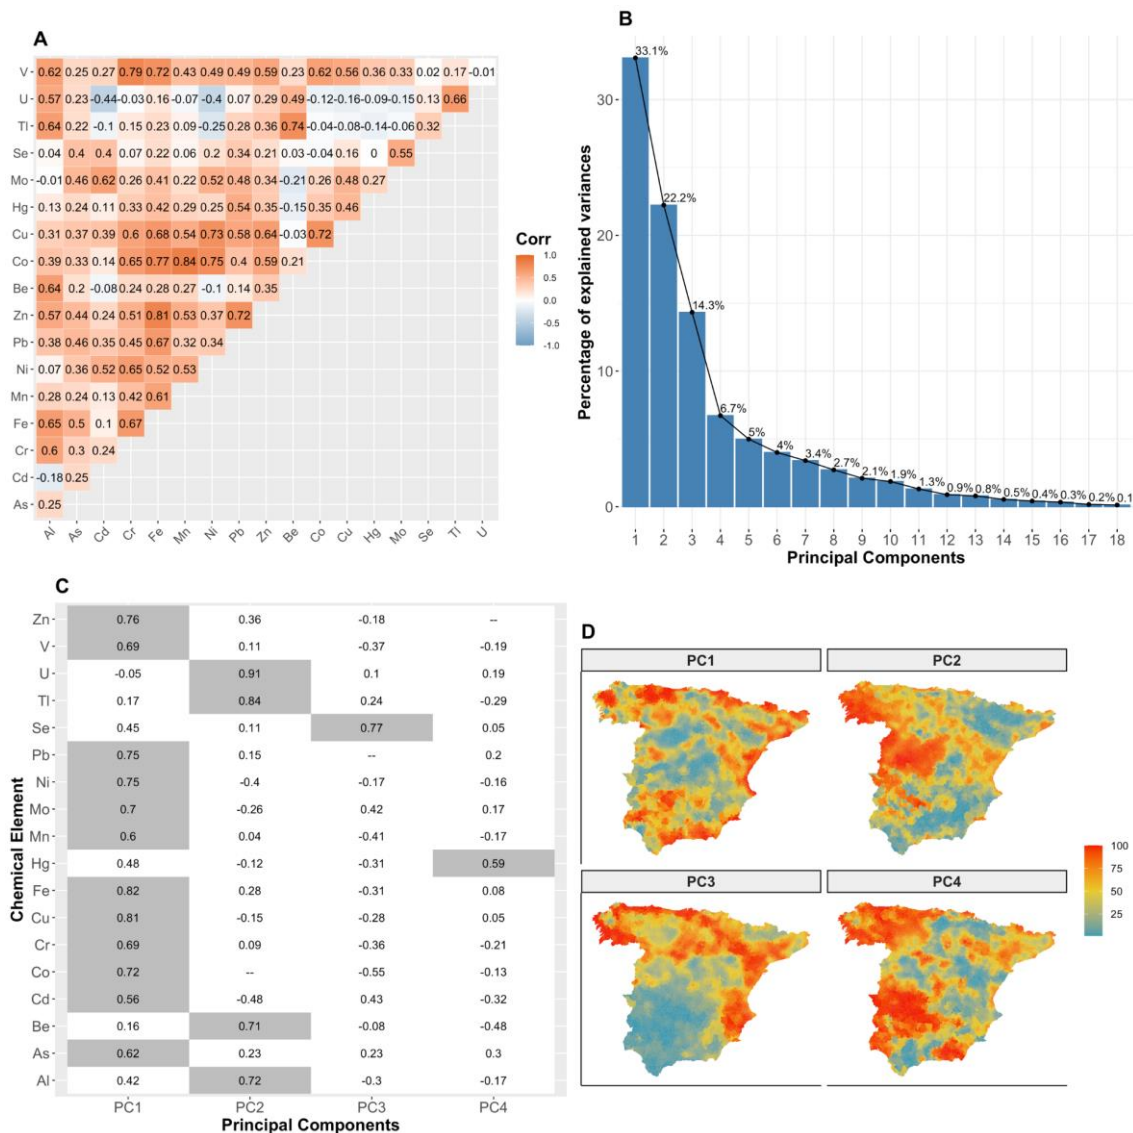 A
V 0.62 0.25 0.27 0.79 0.72 0.43 0.49 0.49 0.59 0.23 0.62 0.56 0.36 0.33 0.02 0.17 -0.01
U 0.57 0.23 -0.44 -0.03 0.16 -0.07 -0.4 0.07 0.29 0.49 -0.12 -0.16 -0.09 -0.15 0.13 0.66
Tl 0.64 0.22 -0.1 0.15 0.23 0.09 -0.25 0.28 0.36 0.74 -0.04 -0.08 -0.14 -0.06 0.32
Se 0.04 0.4 0.4 0.07 0.22 0.06 0.2 0.34 0.21 0.03 -0.04 0.16 0 0.55
Mo -0.01 0.46 0.62 0.26 0.41 0.22 0.52 0.48 0.34 -0.21 0.26 0.48 0.27
Hg 0.13 0.24 0.11 0.33 0.42 0.29 0.25 0.54 0.35 -0.15 0.35 0.46
Cu 0.31 0.37 0.39 0.6 0.68 0.54 0.73 0.58 0.64 -0.03 0.72
Co 0.39 0.33 0.14 0.65 0.77 0.84 0.75 0.4 0.59 0.21
Be 0.64 0.2 -0.08 0.24 0.28 0.27 -0.1 0.14 0.35
Zn 0.57 0.44 0.24 0.51 0.81 0.53 0.37 0.72
Pb 0.38 0.46 0.35 0.45 0.67 0.32 0.34
Ni 0.07 0.36 0.52 0.65 0.52 0.53
Mn 0.28 0.24 0.13 0.42 0.61
Fe 0.65 0.5 0.1 0.67
Cr 0.6 0.3 0.24
Cd -0.18 0.25
As 0.25
Al As Cd Cr Fe Mn Ni Pb Zn Be Co Cu Hg Mo Se Tl U
Corr
1.0
0.5
0.0
-0.5
-1.0
B
Percentage of explained variances
30
20
10
0
33.1%
22.2%
14.3%
6.7%
5%
4%
3.4%
2.7%
2.1%
1.9%
1.3%
0.9%
0.8%
0.5%
0.4%
0.3%
0.2%
0.1
1 2 3 4 5 6 7 8 9 10 11 12 13 14 15 16 17 18
Principal Components
C
Chemical Element
Zn 0.76 0.36 -0.18 --
V 0.69 0.11 -0.37 -0.19
U -0.05 0.91 0.1 0.19
Tl 0.17 0.84 0.24 -0.29
Se 0.45 0.11 0.77 0.05
Pb 0.75 0.15 -- 0.2
Ni 0.75 -0.4 -0.17 -0.16
Mo 0.7 -0.26 0.42 0.17
Mn 0.6 0.04 -0.41 -0.17
Hg 0.48 -0.12 -0.31 0.59
Fe 0.82 0.28 -0.31 0.08
Cu 0.81 -0.15 -0.28 0.05
Cr 0.69 0.09 -0.36 -0.21
Co 0.72 -- -0.55 -0.13
Cd 0.56 -0.48 0.43 -0.32
Be 0.16 0.71 -0.08 -0.48
As 0.62 0.23 0.23 0.3
Al 0.42 0.72 -0.3 -0.17
PC1 PC2 PC3 PC4
Principal Components
D
PC1 PC2
PC3 PC4
100
75
50
25